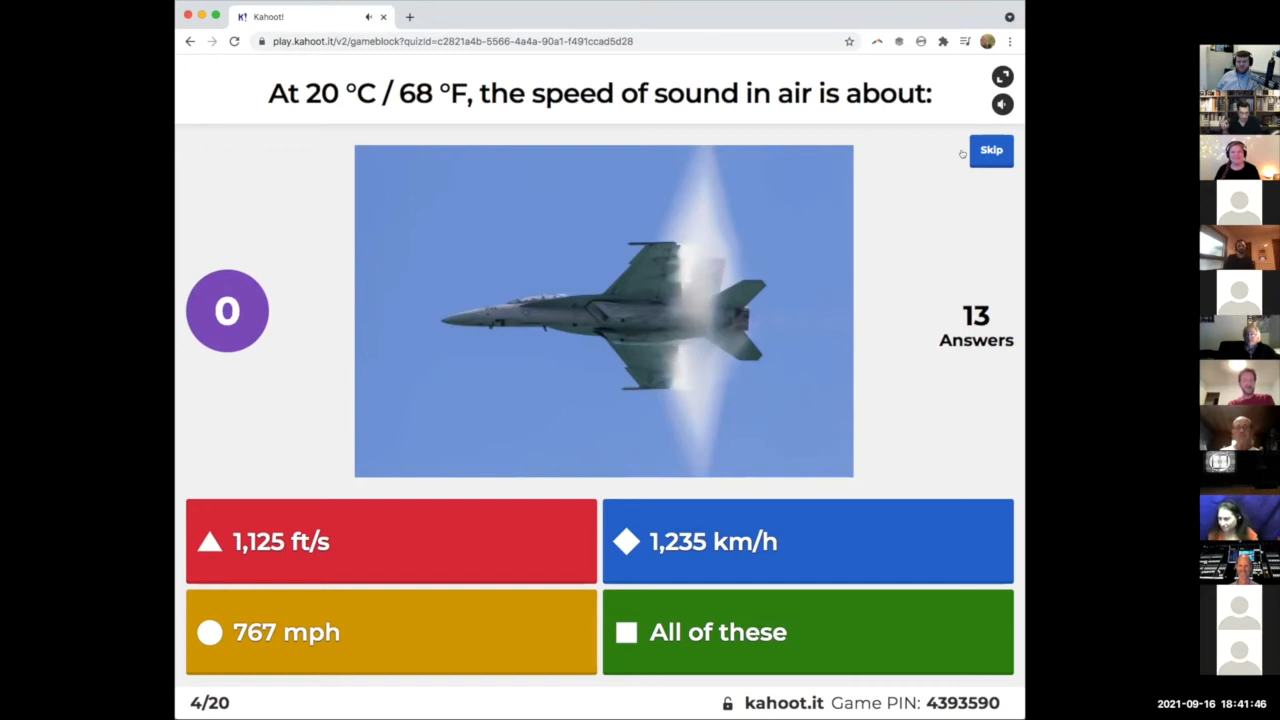 Kahoot!
play.kahoot.it/v2/gameblock?quizId=c2821a4b-5566-4a4a-90a1-f491ccad5d28
At 20 °C / 68 °F, the speed of sound in air is about:
Skip
0
13
Answers
1,125 ft/s
1,235 km/h
767 mph
All of these
4/20
kahoot.it Game PIN: 4393590
2021-09-16 18:41:46